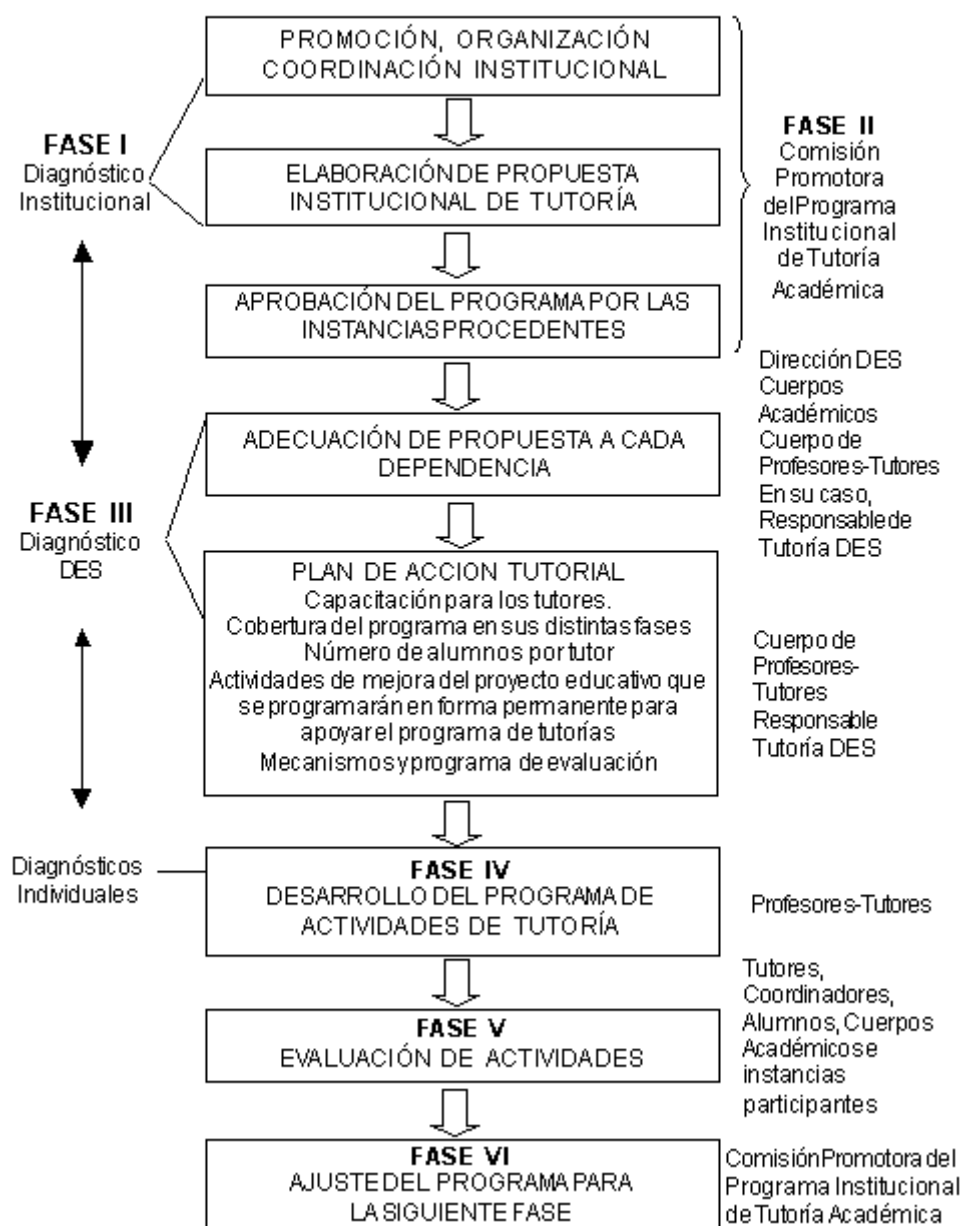 PROMOCIÓN, ORGANIZACIÓN
COORDINACIÓN INSTITUCIONAL
FASE I
Diagnóstico
Institucional
ELABORACIÓN DE PROPUESTA
INSTITUCIONAL DE TUTORÍA
FASE II
Comisión
Promotora
del Programa
Institucional
de Tutoría
Académica
APROBACIÓN DEL PROGRAMA POR LAS
INSTANCIAS PROCEDENTES
ADECUACIÓN DE PROPUESTA A CADA
DEPENDENCIA
Dirección DES
Cuerpos
Académicos
Cuerpo de
Profesores-Tutores
En su caso,
Responsable de
Tutoría DES
FASE III
Diagnóstico
DES
PLAN DE ACCION TUTORIAL
Capacitación para los tutores.
Cobertura del programa en sus distintas fases
Número de alumnos por tutor
Actividades de mejora del proyecto educativo que
se programarán en forma permanente para
apoyar el programa de tutorías
Mecanismos y programa de evaluación
Cuerpo de
Profesores-
Tutores
Responsable
Tutoría DES
Diagnósticos
Individuales
FASE IV
DESARROLLO DEL PROGRAMA DE
ACTIVIDADES DE TUTORÍA
Profesores-Tutores
FASE V
EVALUACIÓN DE ACTIVIDADES
Tutores,
Coordinadores,
Alumnos, Cuerpos
Académicos e
instancias
participantes
FASE VI
AJUSTE DEL PROGRAMA PARA
LA SIGUIENTE FASE
Comisión Promotora del
Programa Institucional
de Tutoría Académica